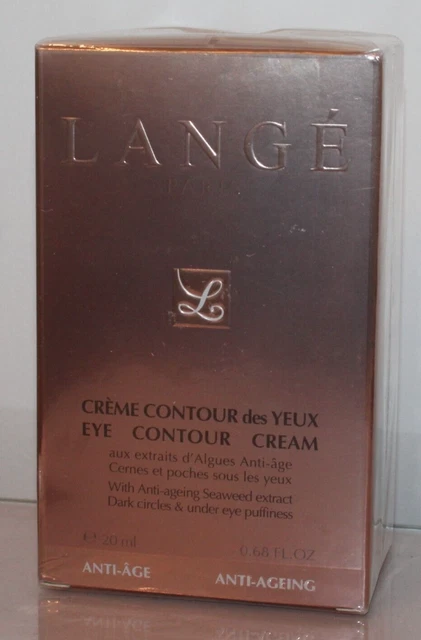 LANGÉ
PARIS
L
CRÈME CONTOUR des YEUX
EYE CONTOUR CREAM
aux extraits d'Algues Anti-âge
Cernes et poches sous les yeux
With Anti-ageing Seaweed extract
Dark circles & under eye puffiness
℮ 20 ml 0.68 FL.OZ
ANTI-ÂGE ANTI-AGEING